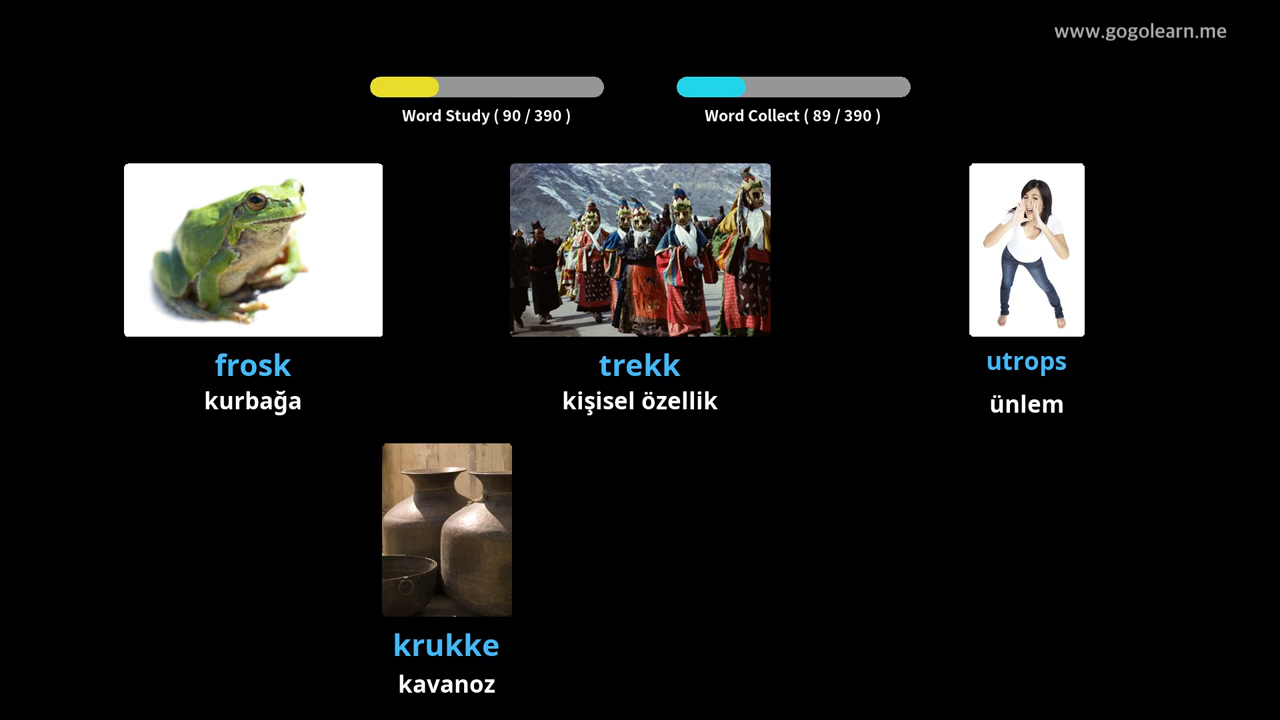 www.gogolearn.me
Word Study ( 90 / 390 )
Word Collect ( 89 / 390 )
frosk
kurbağa
trekk
kişisel özellik
utrops
ünlem
krukke
kavanoz